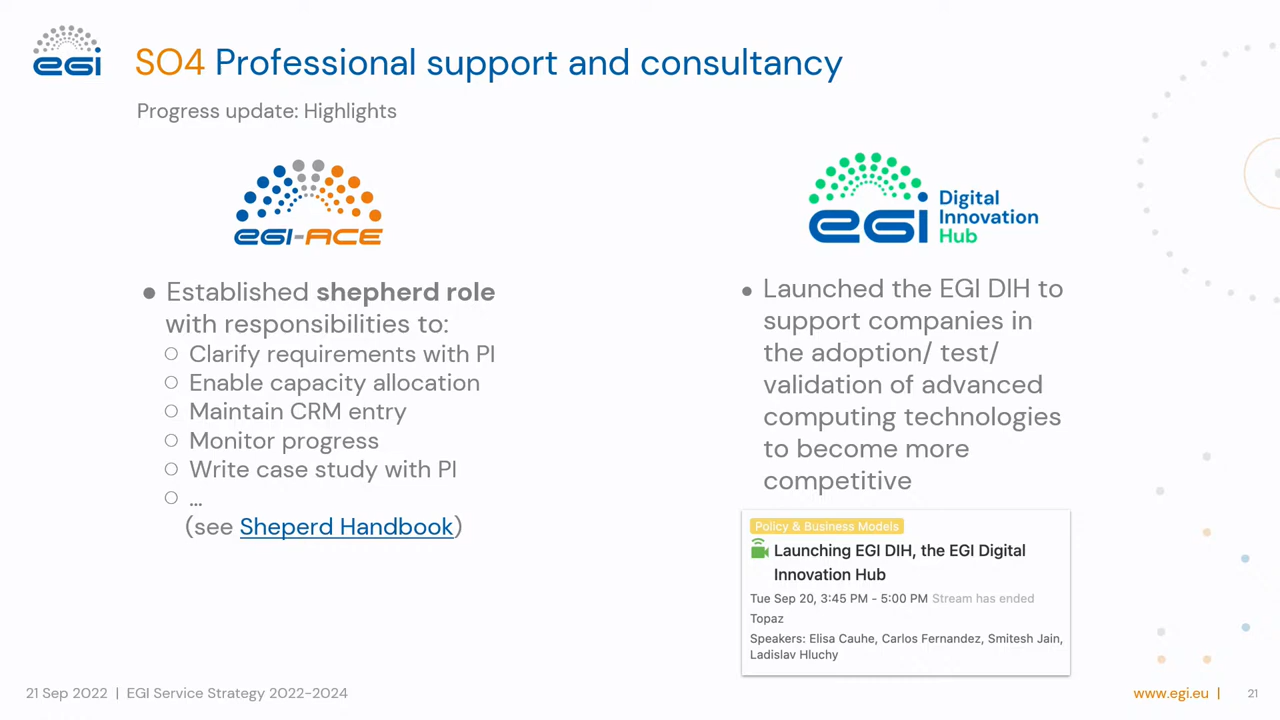 egi
SO4 Professional support and consultancy
Progress update: Highlights
EGI-ACE
● Established shepherd role
with responsibilities to:
○ Clarify requirements with PI
○ Enable capacity allocation
○ Maintain CRM entry
○ Monitor progress
○ Write case study with PI
○ ...
(see Sheperd Handbook)
egi
Digital
Innovation
Hub
● Launched the EGI DIH to
support companies in
the adoption/ test/
validation of advanced
computing technologies
to become more
competitive
Policy & Business Models
Launching EGI DIH, the EGI Digital
Innovation Hub
Tue Sep 20, 3:45 PM - 5:00 PM Stream has ended
Topaz
Speakers: Elisa Cauhe, Carlos Fernandez, Smitesh Jain,
Ladislav Hluchy
21 Sep 2022 | EGI Service Strategy 2022-2024
www.egi.eu | 21